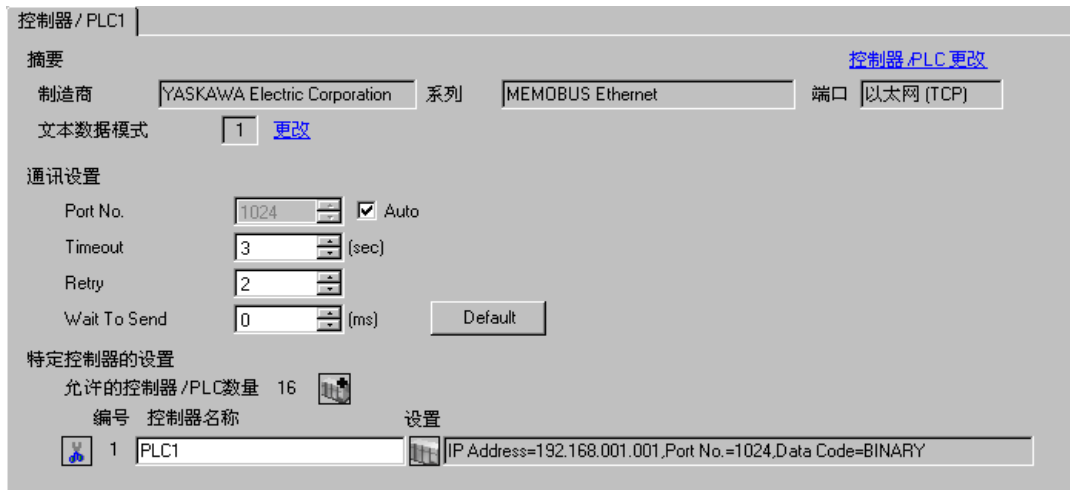 控制器/PLC1
摘要 控制器/PLC更改
制造商 YASKAWA Electric Corporation 系列 MEMOBUS Ethernet 端口 以太网 (TCP)
文本数据模式 1 更改
通讯设置
Port No. 1024 Auto
Timeout 3 (sec)
Retry 2
Wait To Send 0 (ms) Default
特定控制器的设置
允许的控制器/PLC数量 16
编号 控制器名称 设置
1 PLC1 IP Address=192.168.001.001,Port No.=1024,Data Code=BINARY